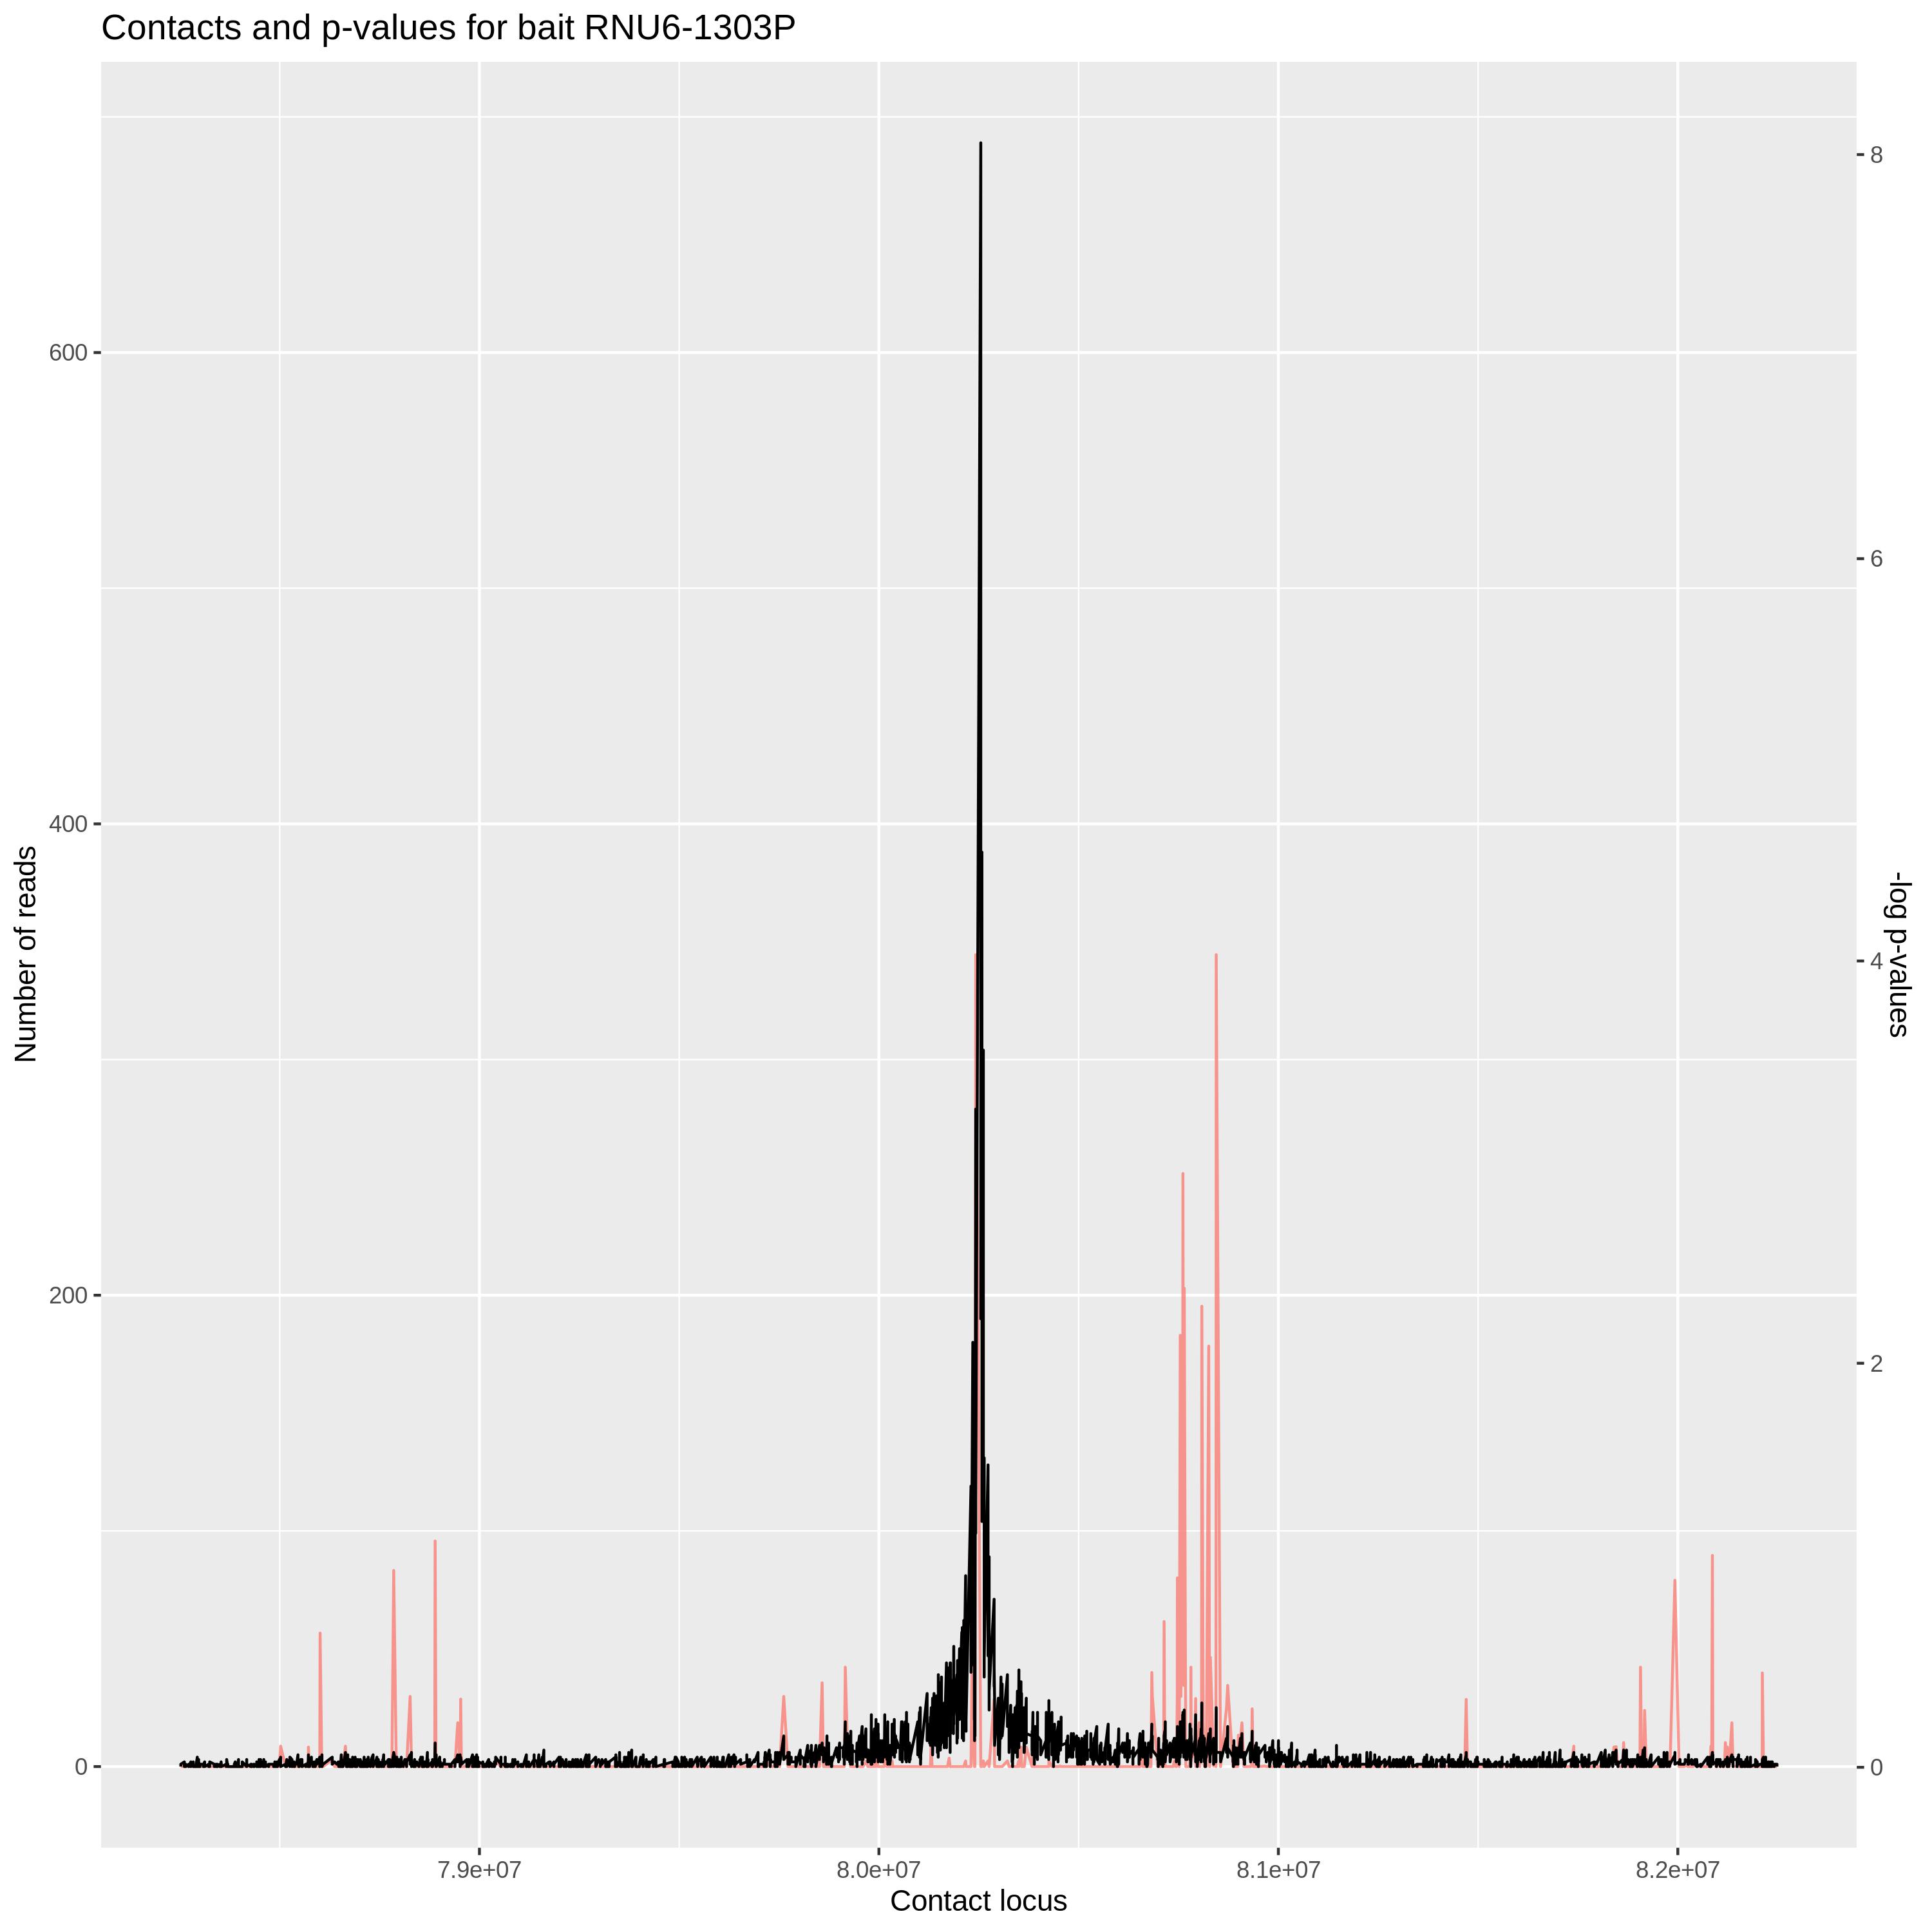 Contacts and p-values for bait RNU6-1303P
600
400
200
0
Number of reads
8
6
4
2
0
-log p-values
7.9e+07
8.0e+07
8.1e+07
8.2e+07
Contact locus